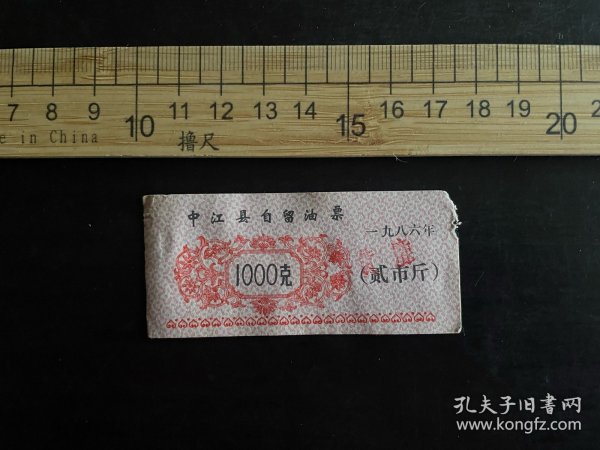 7 8 9 10 11 12 13 14 15 16 17 18 19 20
in China
撸尺
中江县自留油票
一九八六年
1000克
(贰市斤)
孔夫子旧书网
www.kongfz.com